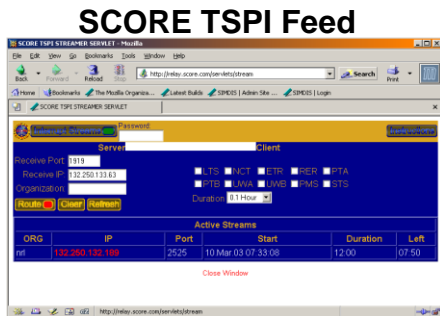 SCORE TSPI Feed
SCORE TSPI STREAMER SERVLET - Mozilla
File Edit View Go Bookmarks Tools Window Help
Back Forward Reload Stop http://relay.score.com/servlets/stream Search Print
Home Bookmarks The Mozilla Organiza... Latest Builds SIMDIS | Admin Site ... SIMDIS | Login
SCORE TSPI STREAMER SERVLET
Interrupt Streams Password: Instructions
Server Client
Receive Port: 1919
Receive IP: 132.250.133.63 LTS NCT ETR RER PTA
Organization: PTB UWA UWB PMS STS
Route Clear Refresh Duration: 0.1 Hour
Active Streams
ORG IP Port Start Duration Left
nrl 132.250.132.189 2525 10 Mar 03 07:33:08 12:00 07:50
Close Window
http://relay.score.com/servlets/stream